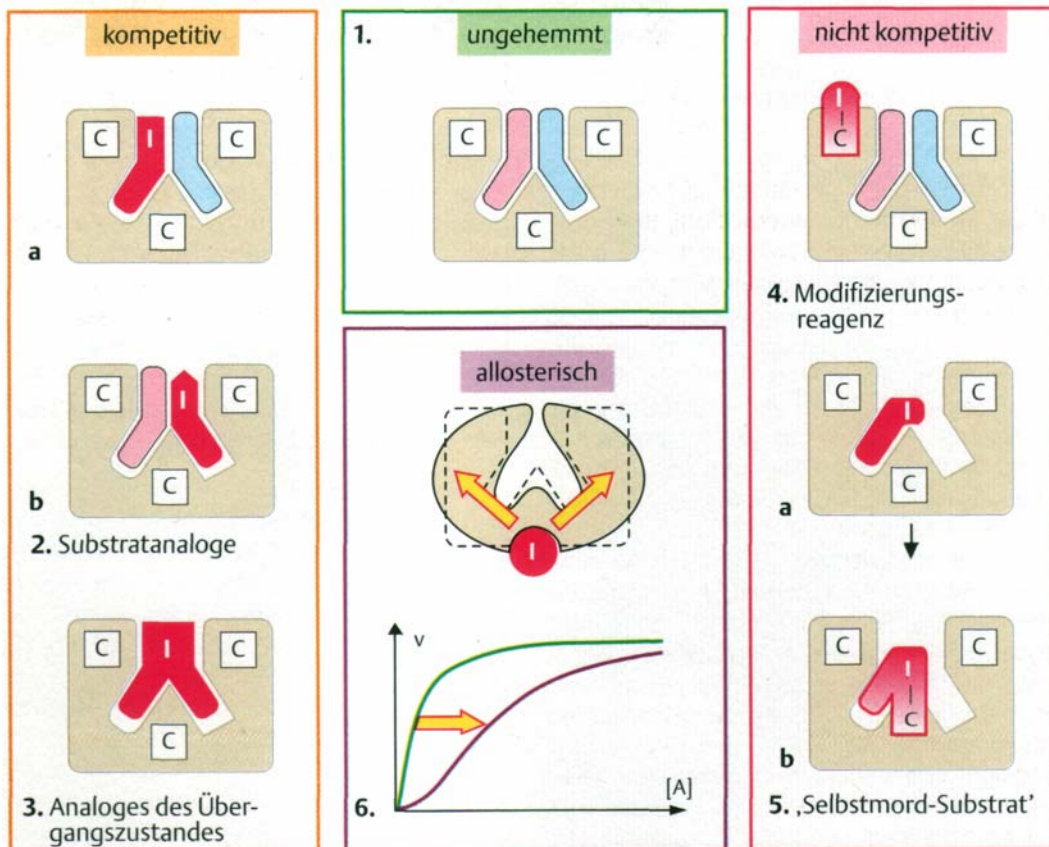 kompetitiv
C
I
C
C
a
C
I
C
C
b
2. Substratanaloge
C
I
C
C
3. Analoges des Über-
gangszustandes
1.
ungehemmt
C
C
C
allosterisch
I
v
[A]
6.
nicht kompetitiv
I
C
C
C
4. Modifizierungs-
reagenz
C
I
C
C
a
C
I
C
C
b
5. ‚Selbstmord-Substrat’